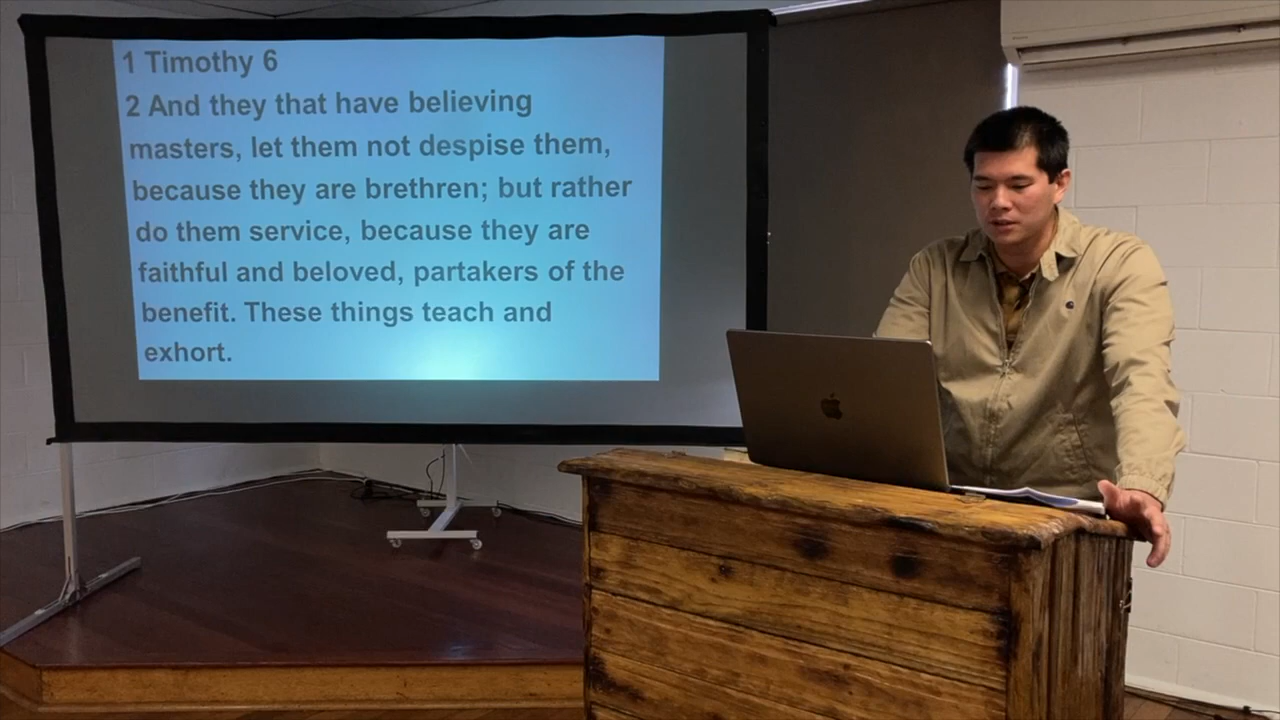 1 Timothy 6
2 And they that have believing
masters, let them not despise them,
because they are brethren; but rather
do them service, because they are
faithful and beloved, partakers of the
benefit. These things teach and
exhort.